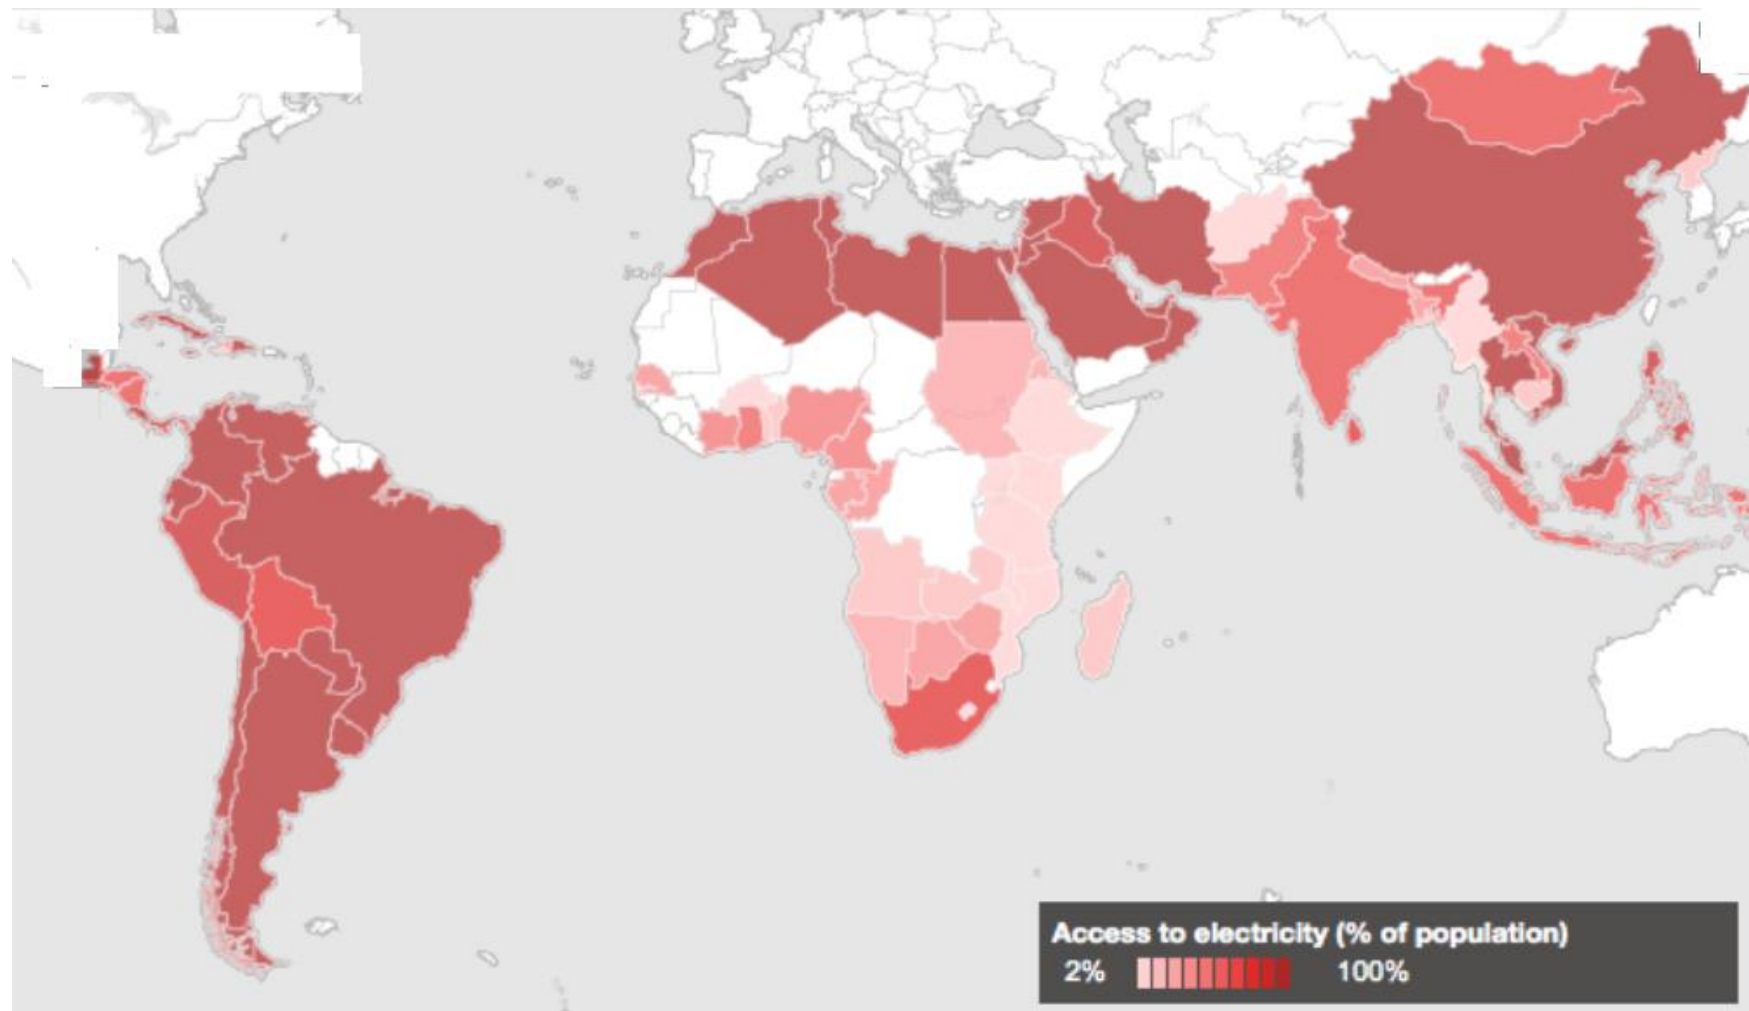 Access to electricity (% of population)
2% 100%